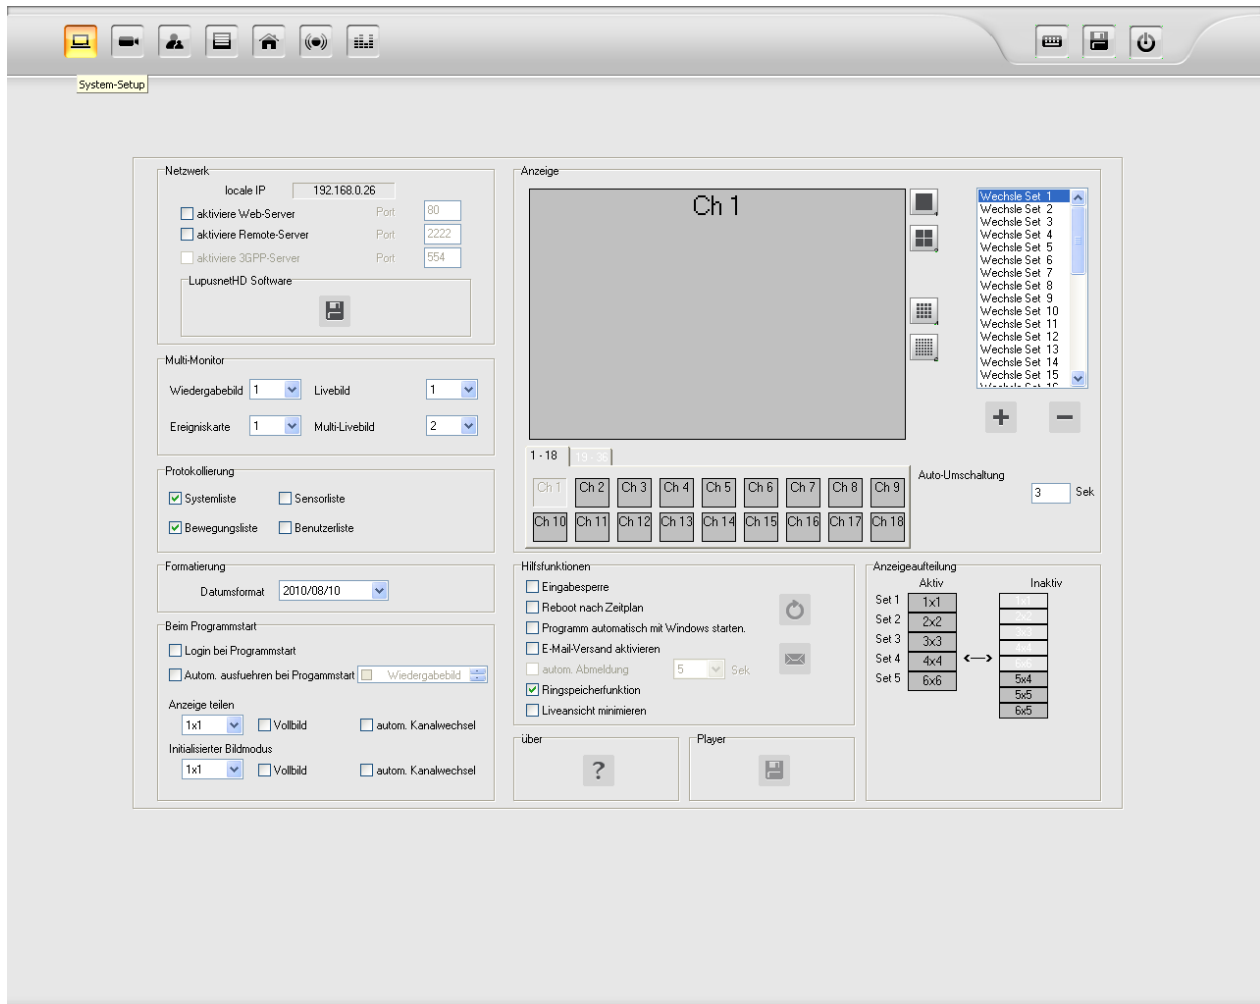 System-Setup
Netzwerk
locale IP 192.168.0.26
aktiviere Web-Server Port 80
aktiviere Remote-Server Port 2222
aktiviere 3GPP-Server Port 554
LupusnetHD Software
Multi-Monitor
Wiedergabebild 1 Livebild 1
Ereigniskarte 1 Multi-Livebild 2
Protokollierung
Systemliste Sensorliste
Bewegungsliste Benutzerliste
Formatierung
Datumsformat 2010/08/10
Beim Programmstart
Login bei Programmstart
Autom. ausfuehren bei Progammstart Wiedergabebild
Anzeige teilen
1x1 Vollbild autom. Kanalwechsel
Initialisierter Bildmodus
1x1 Vollbild autom. Kanalwechsel
Anzeige
Ch 1
Wechsle Set 1
Wechsle Set 2
Wechsle Set 3
Wechsle Set 4
Wechsle Set 5
Wechsle Set 6
Wechsle Set 7
Wechsle Set 8
Wechsle Set 9
Wechsle Set 10
Wechsle Set 11
Wechsle Set 12
Wechsle Set 13
Wechsle Set 14
Wechsle Set 15
Wechsle Set 16
1 - 18 19 - 36
Ch 1 Ch 2 Ch 3 Ch 4 Ch 5 Ch 6 Ch 7 Ch 8 Ch 9
Ch 10 Ch 11 Ch 12 Ch 13 Ch 14 Ch 15 Ch 16 Ch 17 Ch 18
Auto-Umschaltung
3 Sek
Hilfsfunktionen
Eingabesperre
Reboot nach Zeitplan
Programm automatisch mit Windows starten.
E-Mail-Versand aktivieren
autom. Abmeldung 5 Sek
Ringspeicherfunktion
Liveansicht minimieren
über
?
Player
Anzeigeaufteilung
Aktiv Inaktiv
Set 1 1x1 1x1
Set 2 2x2 2x2
Set 3 3x3 3x3
Set 4 4x4 <--> 4x4
Set 5 6x6 6x6
5x4
5x5
6x5